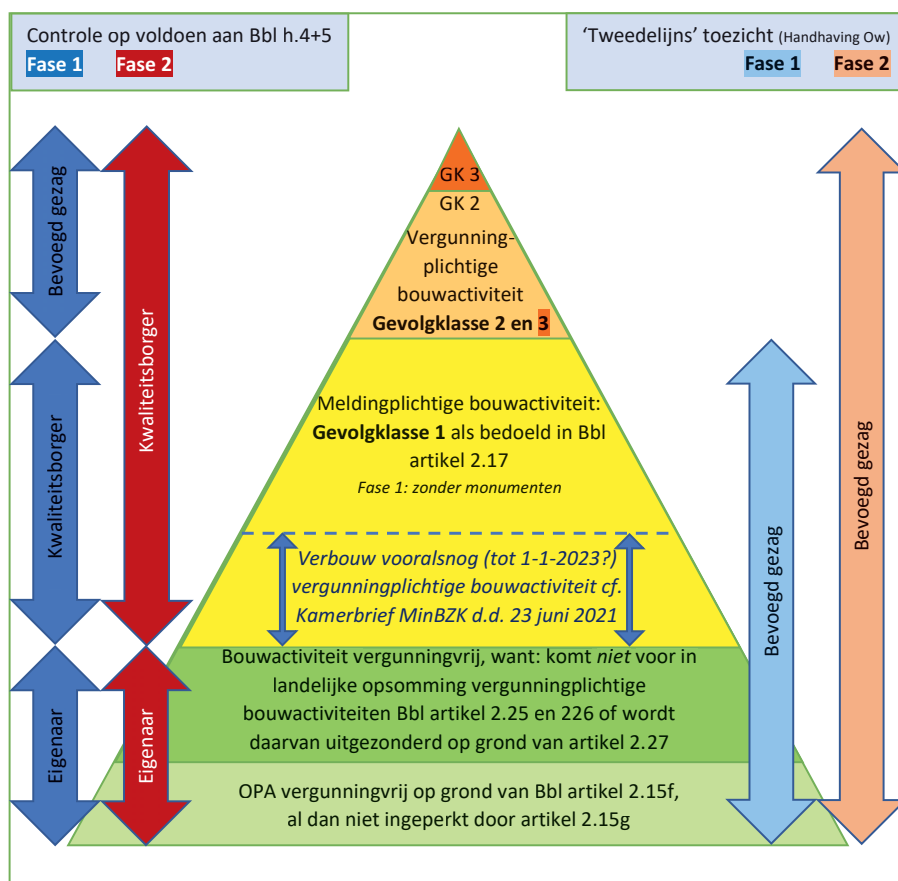 Controle op voldoen aan Bbl h.4+5
Fase 1 Fase 2
‘Tweedelijns’ toezicht (Handhaving Ow)
Fase 1 Fase 2
Bevoegd gezag
Kwaliteitsborger
Eigenaar
Kwaliteitsborger
Eigenaar
GK 3
GK 2
Vergunning-
plichtige
bouwactiviteit
Gevolgklasse 2 en 3
Meldingplichtige bouwactiviteit:
Gevolgklasse 1 als bedoeld in Bbl
artikel 2.17
Fase 1: zonder monumenten
Verbouw vooralsnog (tot 1-1-2023?)
vergunningplichtige bouwactiviteit cf.
Kamerbrief MinBZK d.d. 23 juni 2021
Bouwactiviteit vergunningvrij, want: komt niet voor in
landelijke opsomming vergunningplichtige
bouwactiviteiten Bbl artikel 2.25 en 226 of wordt
daarvan uitgezonderd op grond van artikel 2.27
OPA vergunningvrij op grond van Bbl artikel 2.15f,
al dan niet ingeperkt door artikel 2.15g
Bevoegd gezag
Bevoegd gezag